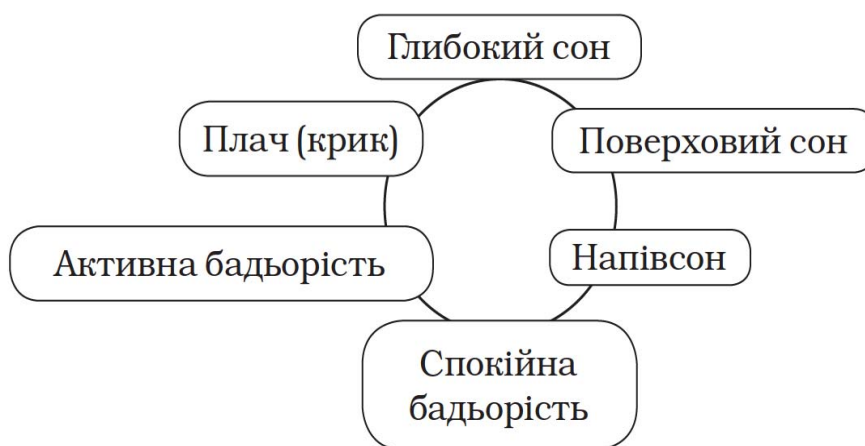 Глибокий сон
Плач (крик)
Поверховий сон
Активна бадьорість
Напівсон
Спокійна
бадьорість